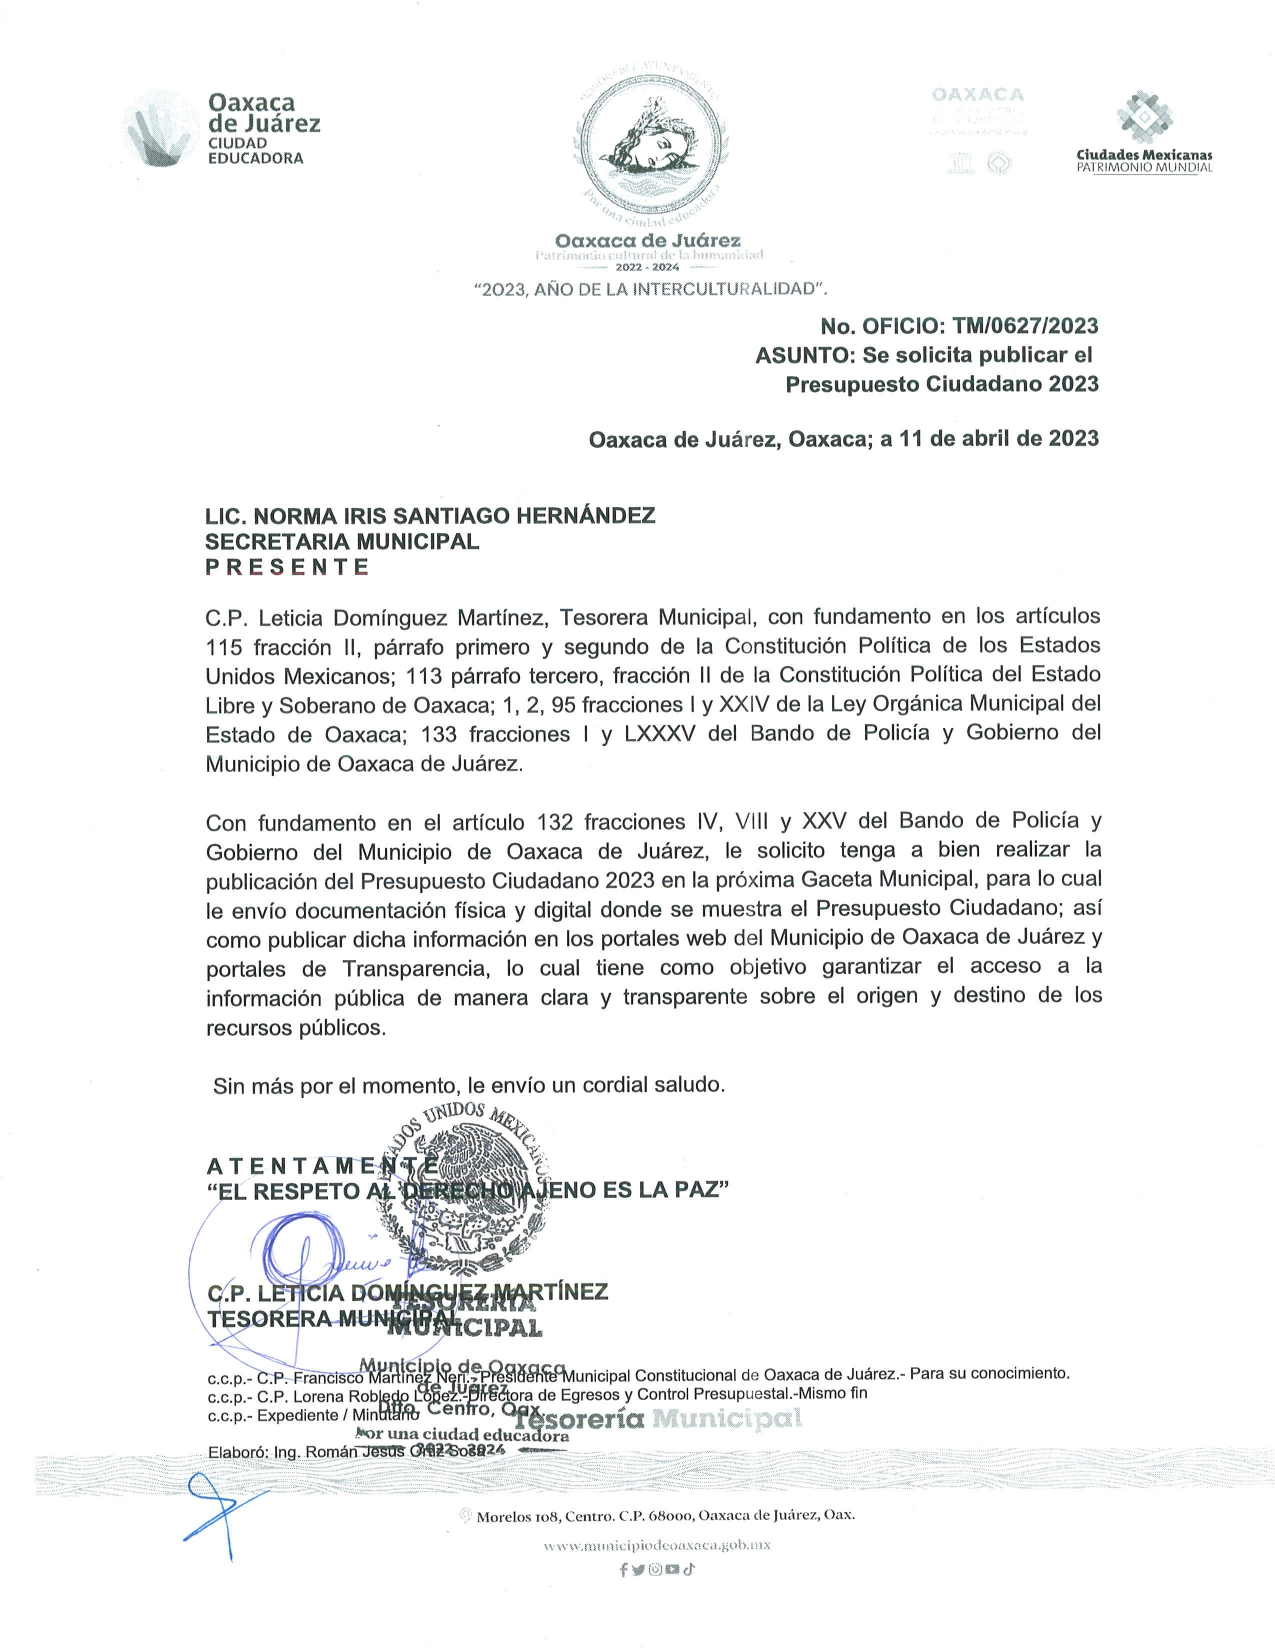 Oaxaca
de Juárez
CIUDAD
EDUCADORA
Por una ciudad educadora
Oaxaca de Juárez
Patrimonio cultural de la humanidad
2022 - 2024
OAXACA
Ciudades Mexicanas
PATRIMONIO MUNDIAL
“2023, AÑO DE LA INTERCULTURALIDAD”.
No. OFICIO: TM/0627/2023
ASUNTO: Se solicita publicar el
Presupuesto Ciudadano 2023
Oaxaca de Juárez, Oaxaca; a 11 de abril de 2023
LIC. NORMA IRIS SANTIAGO HERNÁNDEZ
SECRETARIA MUNICIPAL
P R E S E N T E
C.P. Leticia Domínguez Martínez, Tesorera Municipal, con fundamento en los artículos
115 fracción II, párrafo primero y segundo de la Constitución Política de los Estados
Unidos Mexicanos; 113 párrafo tercero, fracción II de la Constitución Política del Estado
Libre y Soberano de Oaxaca; 1, 2, 95 fracciones I y XXIV de la Ley Orgánica Municipal del
Estado de Oaxaca; 133 fracciones I y LXXXV del Bando de Policía y Gobierno del
Municipio de Oaxaca de Juárez.
Con fundamento en el artículo 132 fracciones IV, VIII y XXV del Bando de Policía y
Gobierno del Municipio de Oaxaca de Juárez, le solicito tenga a bien realizar la
publicación del Presupuesto Ciudadano 2023 en la próxima Gaceta Municipal, para lo cual
le envío documentación física y digital donde se muestra el Presupuesto Ciudadano; así
como publicar dicha información en los portales web del Municipio de Oaxaca de Juárez y
portales de Transparencia, lo cual tiene como objetivo garantizar el acceso a la
información pública de manera clara y transparente sobre el origen y destino de los
recursos públicos.
Sin más por el momento, le envío un cordial saludo.
ESTADOS UNIDOS MEXICANOS
A T E N T A M E N T E
“EL RESPETO AL DERECHO AJENO ES LA PAZ”
C.P. LETICIA DOMÍNGUEZ MARTÍNEZ
TESORERA MUNICIPAL
TESORERÍA
MUNICIPAL
Municipio de Oaxaca
de Juárez
Dtto. Centro, Oax.
Por una ciudad educadora
2022 - 2024
c.c.p.- C.P. Francisco Martínez Neri.- Presidente Municipal Constitucional de Oaxaca de Juárez.- Para su conocimiento.
c.c.p.- C.P. Lorena Robledo López.-Directora de Egresos y Control Presupuestal.-Mismo fin
c.c.p.- Expediente / Minutario
Tesorería Municipal
Elaboró: Ing. Román Jesús Ortiz Sosa
Morelos 108, Centro. C.P. 68000, Oaxaca de Juárez, Oax.
www.municipiodeoaxaca.gob.mx